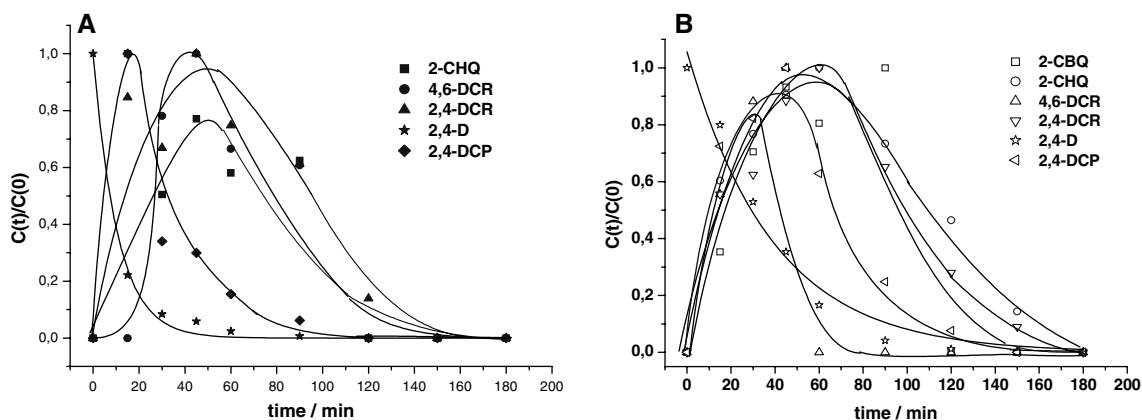 A
1,0
0,8
0,6
0,4
0,2
0,0
C(t)/C(0)
2-CHQ
4,6-DCR
2,4-DCR
2,4-D
2,4-DCP
0 20 40 60 80 100 120 140 160 180 200
time / min
B
1,0
0,8
0,6
0,4
0,2
0,0
C(t)/C(0)
2-CBQ
2-CHQ
4,6-DCR
2,4-DCR
2,4-D
2,4-DCP
0 20 40 60 80 100 120 140 160 180 200
time / min